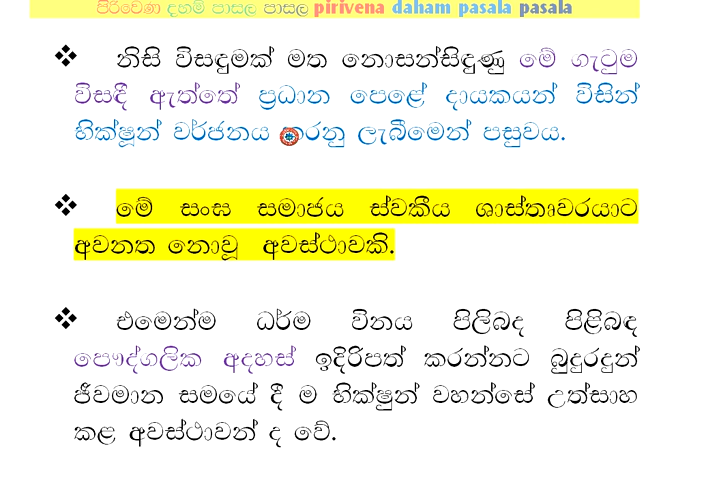 පිරිවෙණ දහම් පාසල පාසල pirivena daham pasala pasala
❖ නිසි විසඳුමක් මත නොසන්සිඳුණු මේ ගැටුම
විසඳී ඇත්තේ ප්‍රධාන පෙළේ දායකයන් විසින්
භික්ෂූන් වර්ජනය කරනු ලැබීමෙන් පසුවය.
❖ මේ සංඝ සමාජය ස්වකීය ශාස්තෘවරයාට
අවනත නොවූ අවස්ථාවකි.
❖ එමෙන්ම ධර්ම විනය පිලිබද පිළිබඳ
පෞද්ගලික අදහස් ඉදිරිපත් කරන්නට බුදුරදුන්
ජීවමාන සමයේ දී ම භික්ෂුන් වහන්සේ උත්සාහ
කළ අවස්ථාවන් ද වේ.